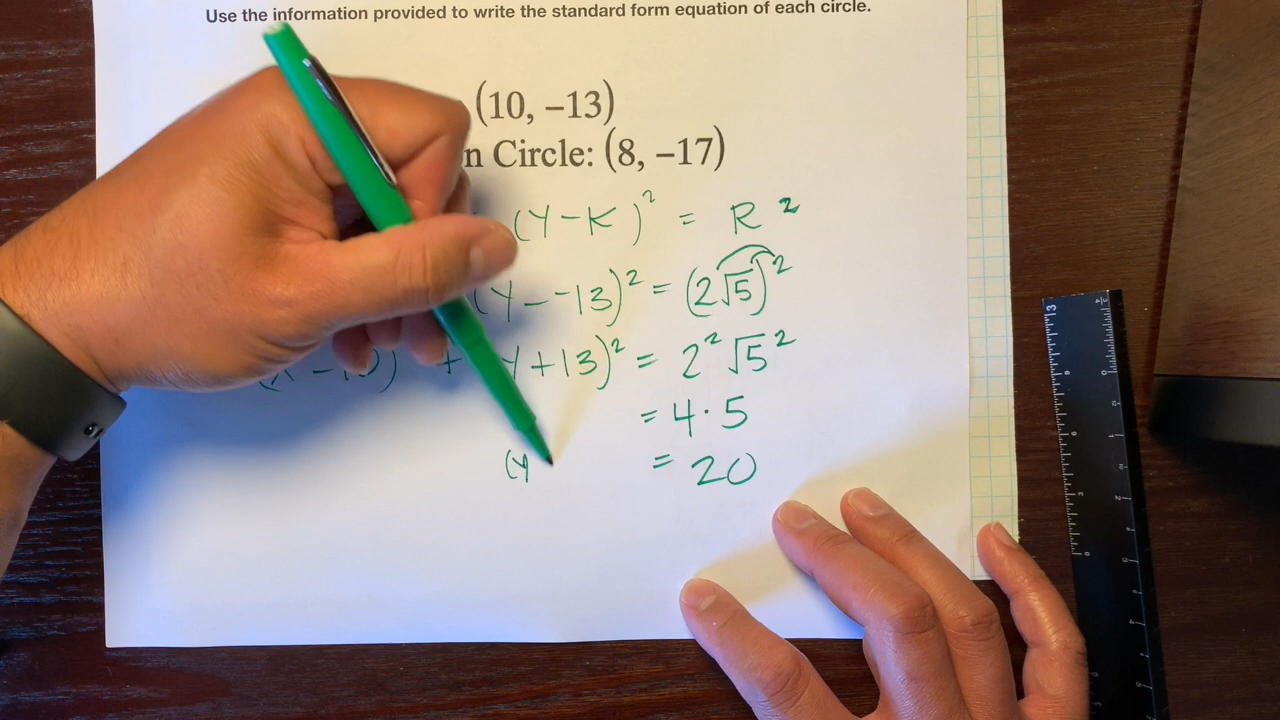 Use the information provided to write the standard form equation of each circle.
(10, −13)
n Circle: (8, −17)
(Y-K)² = R²
(Y--13)² = (2√5)²
(X-10) + Y+13)² = 2²√5²
= 4·5
(y = 20